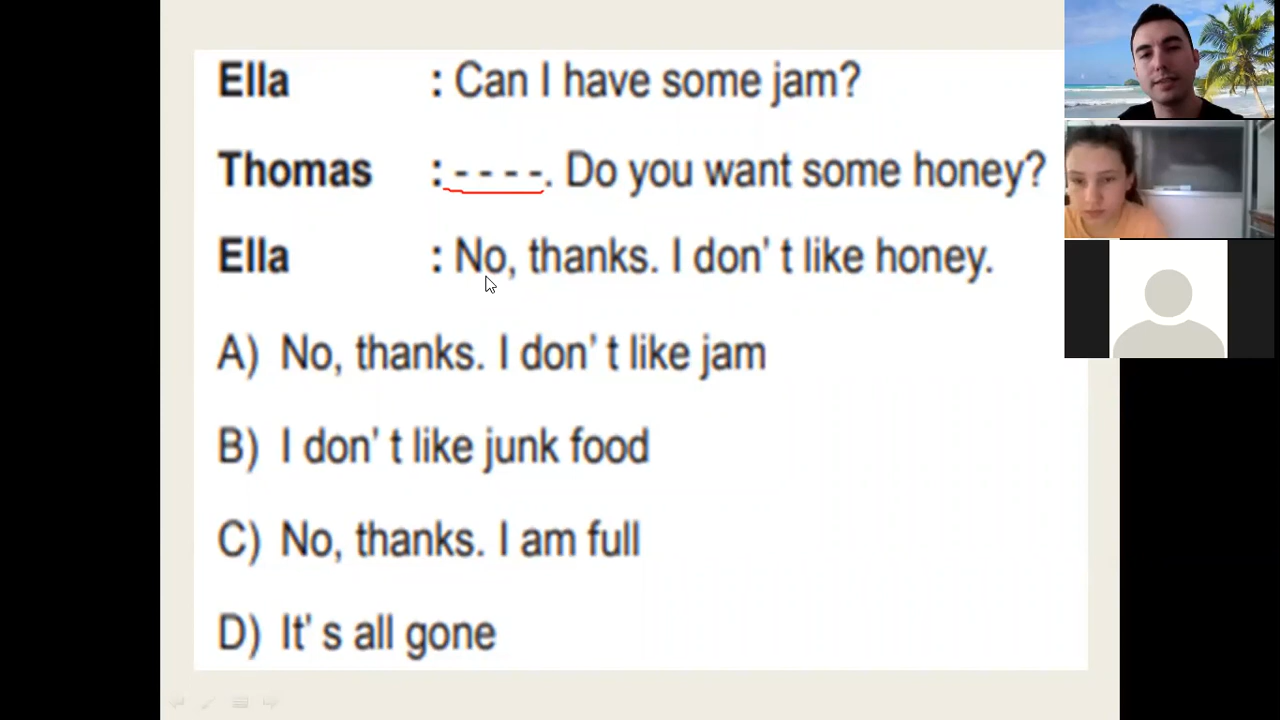 Ella : Can I have some jam?
Thomas : - - - -. Do you want some honey?
Ella : No, thanks. I don' t like honey.
A) No, thanks. I don' t like jam
B) I don' t like junk food
C) No, thanks. I am full
D) It' s all gone